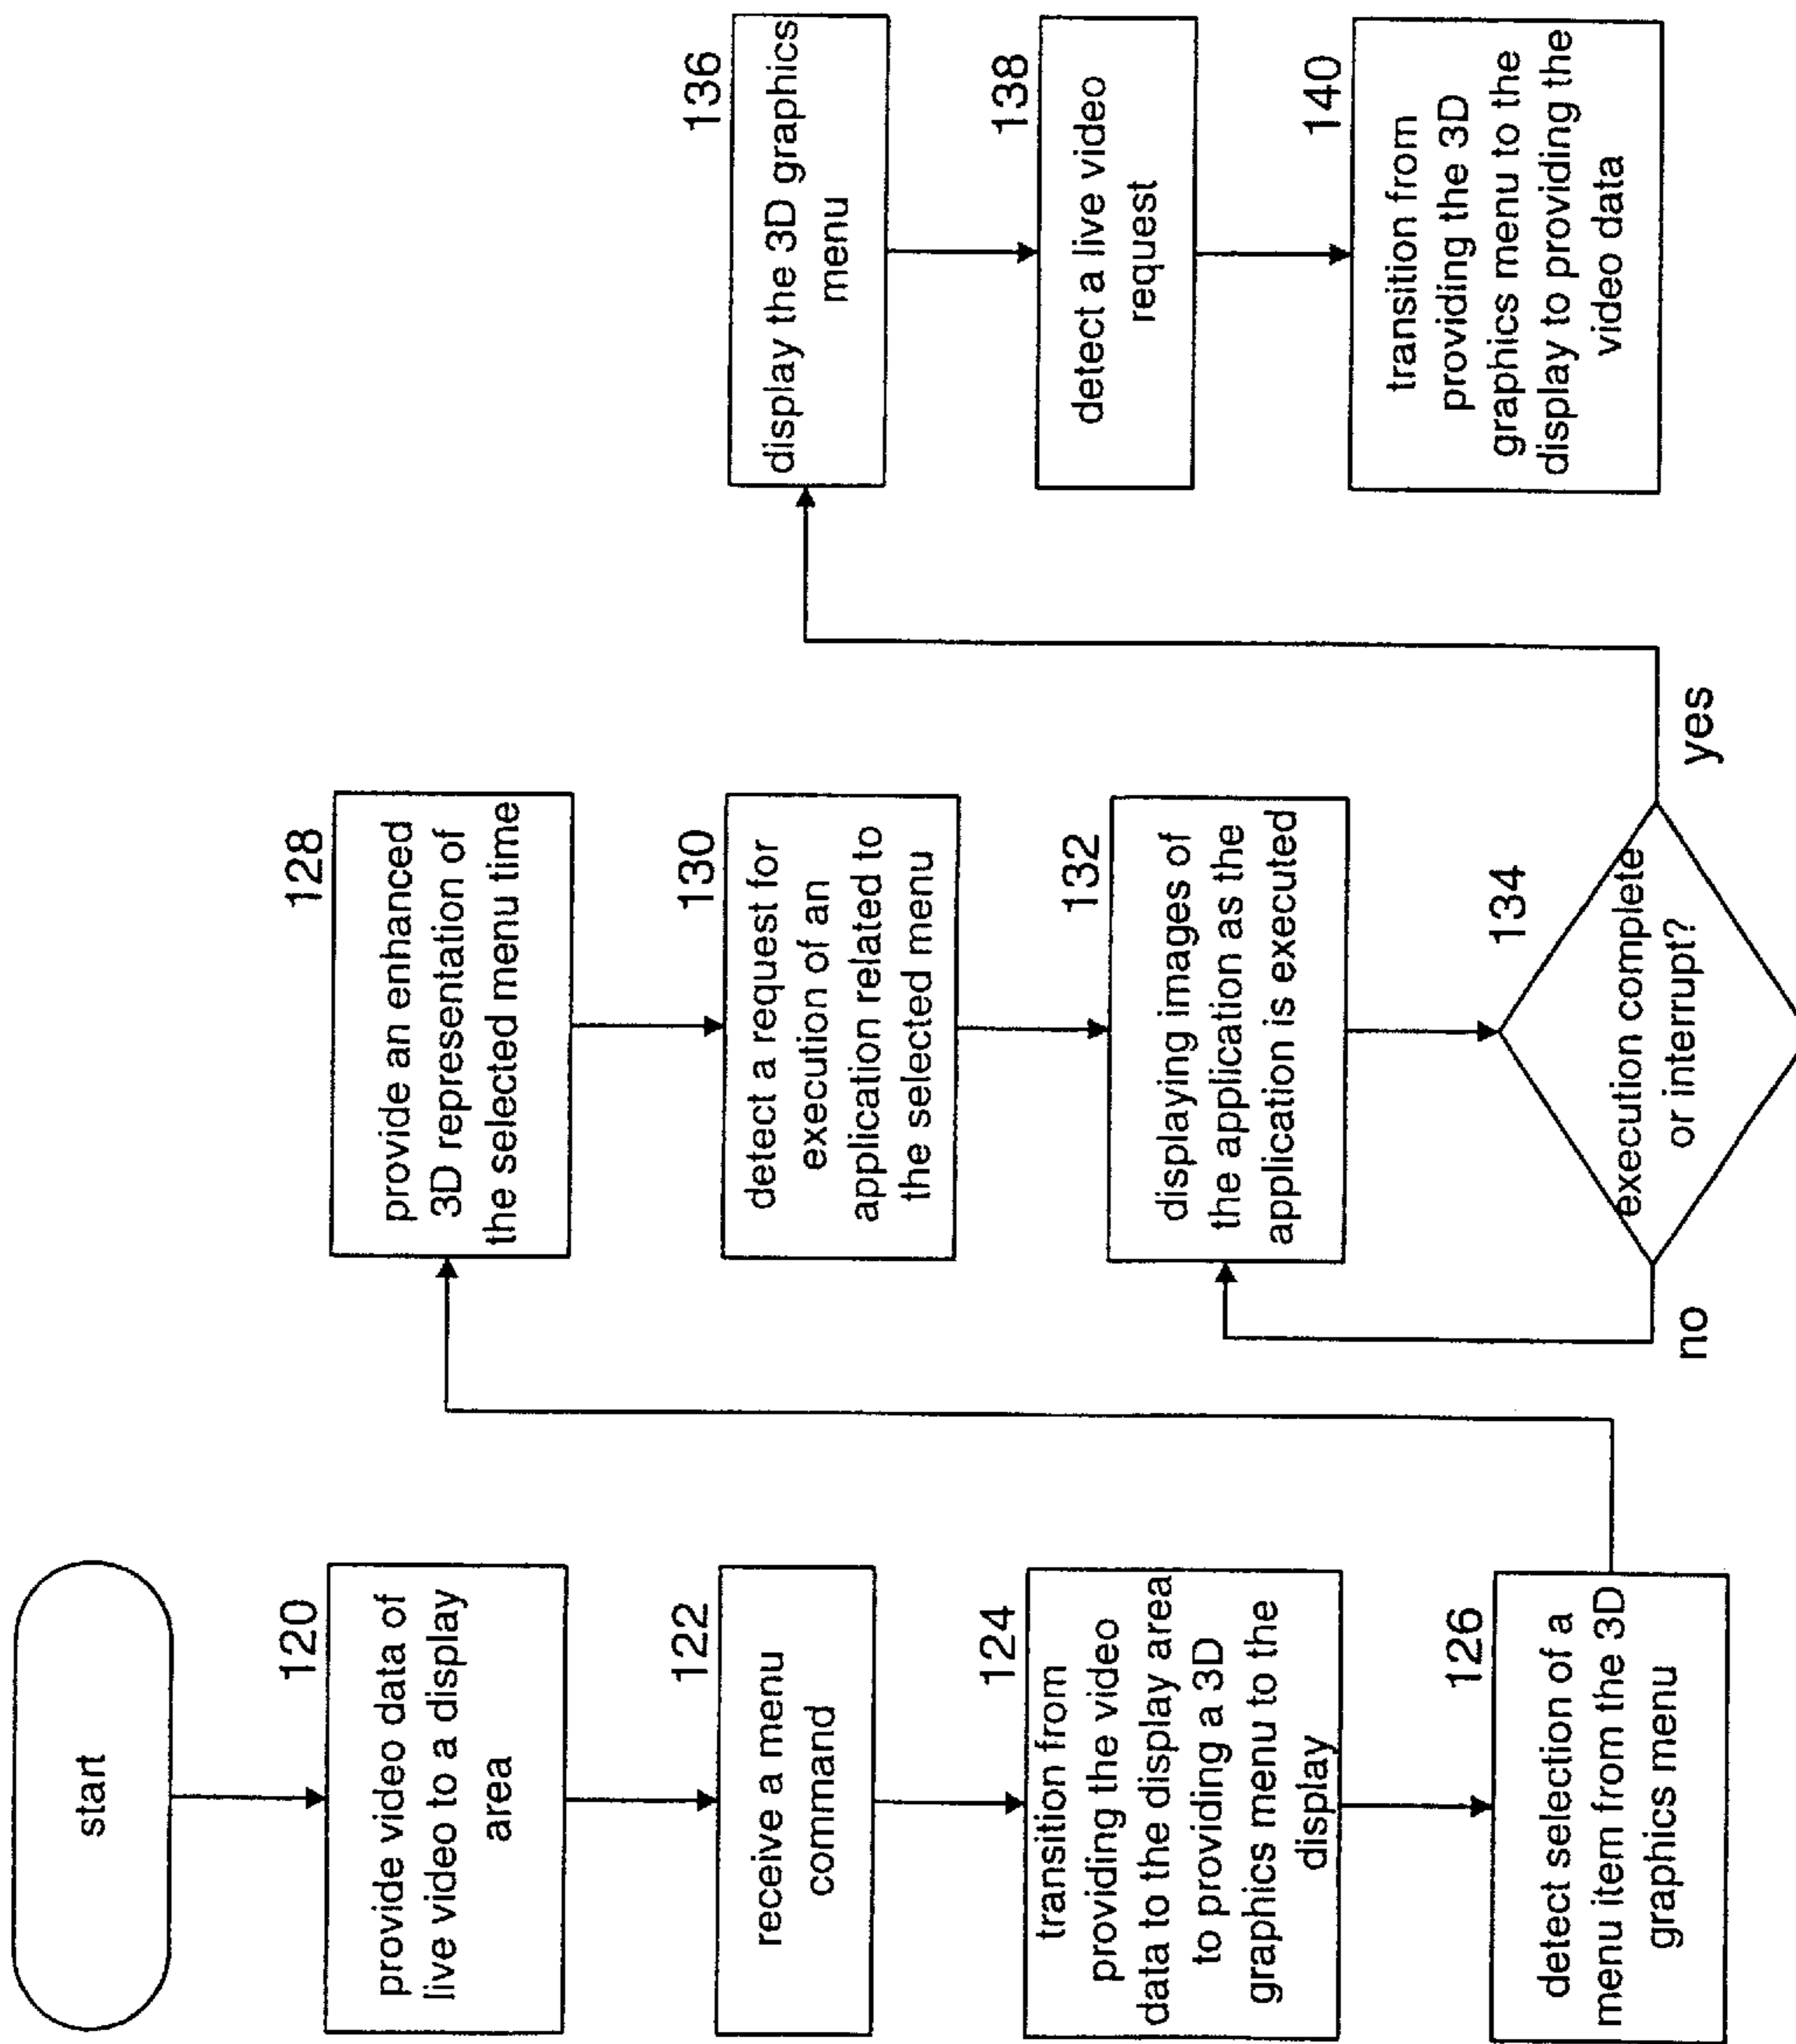 start
120
provide video data of
live video to a display
area
122
receive a menu
command
124
transition from
providing the video
data to the display area
to providing a 3D
graphics menu to the
display
126
detect selection of a
menu item from the 3D
graphics menu
128
provide an enhanced
3D representation of
the selected menu time
130
detect a request for
execution of an
application related to
the selected menu
132
displaying images of
the application as the
application is executed
134
execution complete
or interrupt?
no
yes
136
display the 3D graphics
menu
138
detect a live video
request
140
transition from
providing the 3D
graphics menu to the
display to providing the
video data